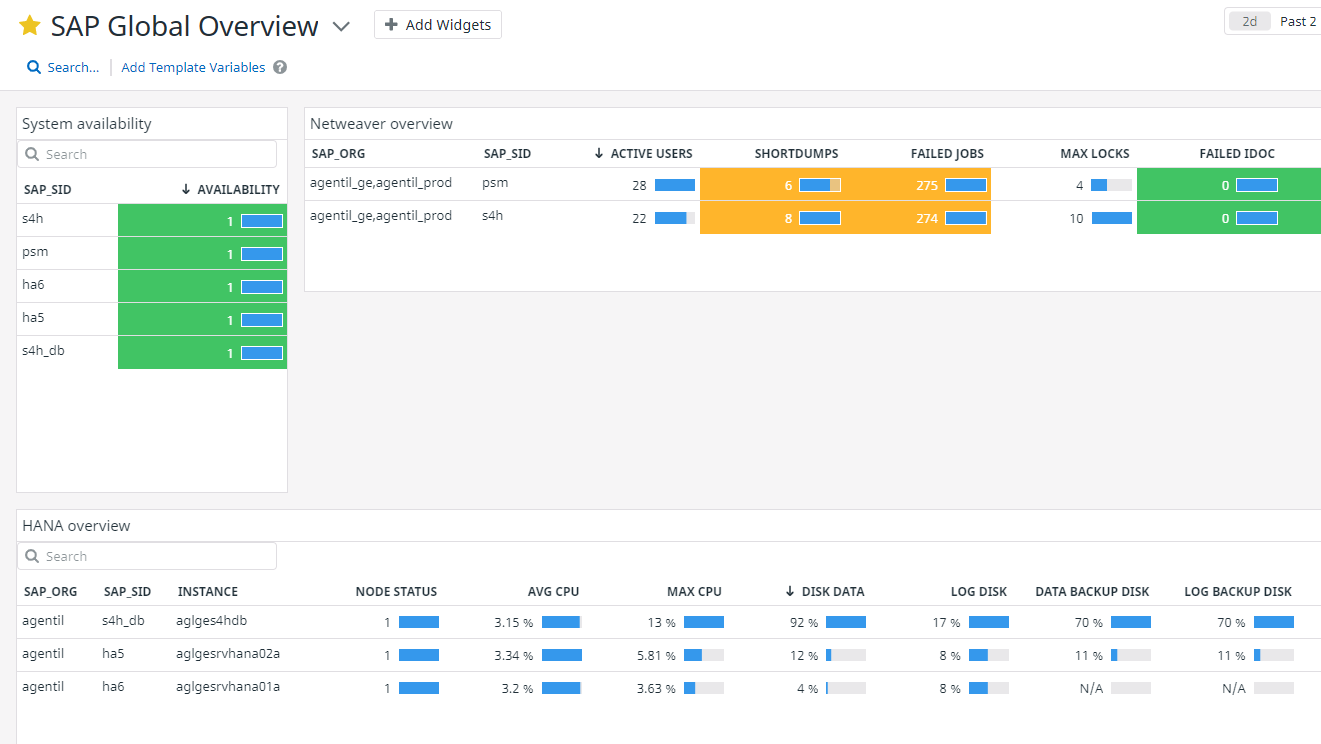 SAP Global Overview
Add Widgets
2d Past 2
Search... Add Template Variables ?
System availability
Search
SAP_SID ↓ AVAILABILITY
s4h 1
psm 1
ha6 1
ha5 1
s4h_db 1
Netweaver overview
SAP_ORG SAP_SID ↓ ACTIVE USERS SHORTDUMPS FAILED JOBS MAX LOCKS FAILED IDOC
agentil_ge,agentil_prod psm 28 6 275 4 0
agentil_ge,agentil_prod s4h 22 8 274 10 0
HANA overview
Search
SAP_ORG SAP_SID INSTANCE NODE STATUS AVG CPU MAX CPU ↓ DISK DATA LOG DISK DATA BACKUP DISK LOG BACKUP DISK
agentil s4h_db aglges4hdb 1 3.15 % 13 % 92 % 17 % 70 % 70 %
agentil ha5 aglgesrvhana02a 1 3.34 % 5.81 % 12 % 8 % 11 % 11 %
agentil ha6 aglgesrvhana01a 1 3.2 % 3.63 % 4 % 8 % N/A N/A